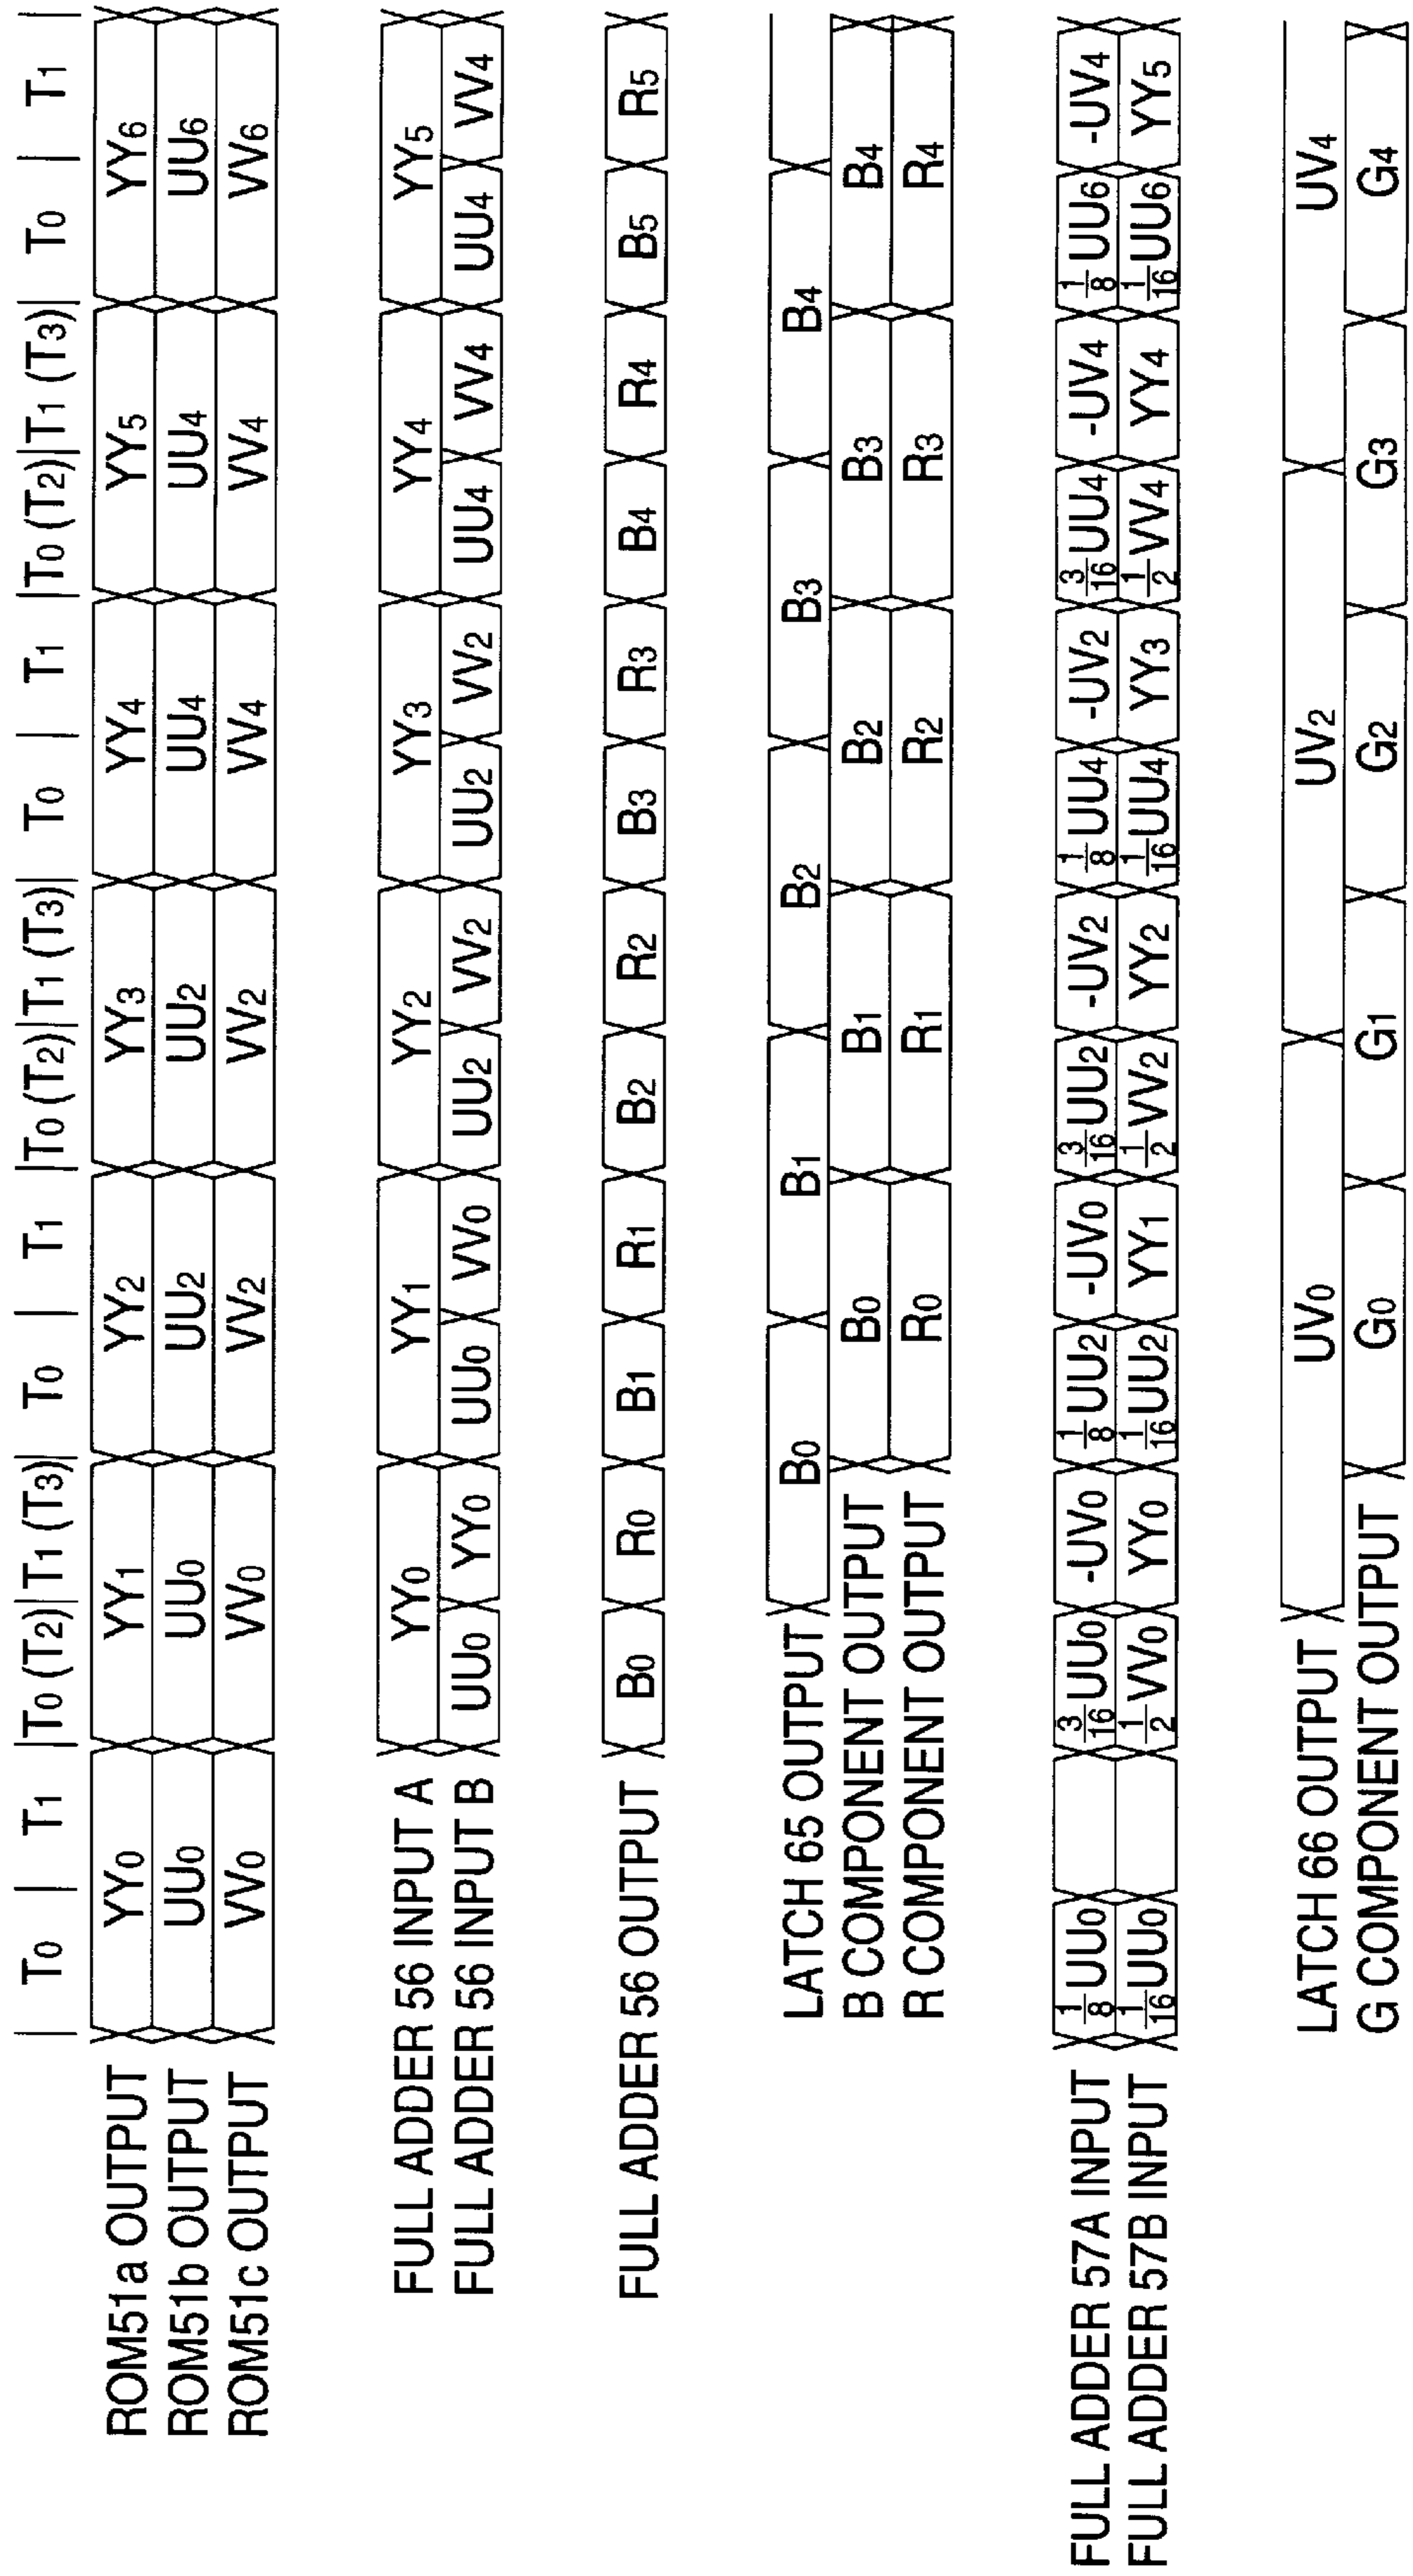 T0 | T1 | T0 (T2) | T1 (T3) | T0 | T1 | T0 (T2) | T1 (T3) | T0 | T1 | T0 (T2) | T1 (T3) | T0 | T1
ROM51a OUTPUT YY0 YY1 YY2 YY3 YY4 YY5 YY6
ROM51b OUTPUT UU0 UU0 UU2 UU2 UU4 UU4 UU6
ROM51c OUTPUT VV0 VV0 VV2 VV2 VV4 VV4 VV6
FULL ADDER 56 INPUT A YY0 YY1 YY2 YY3 YY4 YY5
FULL ADDER 56 INPUT B UU0 YY0 UU0 VV0 UU2 VV2 UU2 VV2 UU4 VV4 UU4 VV4
FULL ADDER 56 OUTPUT B0 R0 B1 R1 B2 R2 B3 R3 B4 R4 B5 R5
LATCH 65 OUTPUT B0 B1 B2 B3 B4
B COMPONENT OUTPUT B0 B1 B2 B3 B4
R COMPONENT OUTPUT R0 R1 R2 R3 R4
FULL ADDER 57A INPUT 1/8 UU0 3/16 UU0 -UV0 1/8 UU2 -UV0 3/16 UU2 -UV2 1/8 UU4 -UV2 3/16 UU4 -UV4 1/8 UU6 -UV4
FULL ADDER 57B INPUT 1/16 UU0 1/2 VV0 YY0 1/16 UU2 YY1 1/2 VV2 YY2 1/16 UU4 YY3 1/2 VV4 YY4 1/16 UU6 YY5
LATCH 66 OUTPUT UV0 UV2 UV4
G COMPONENT OUTPUT G0 G1 G2 G3 G4